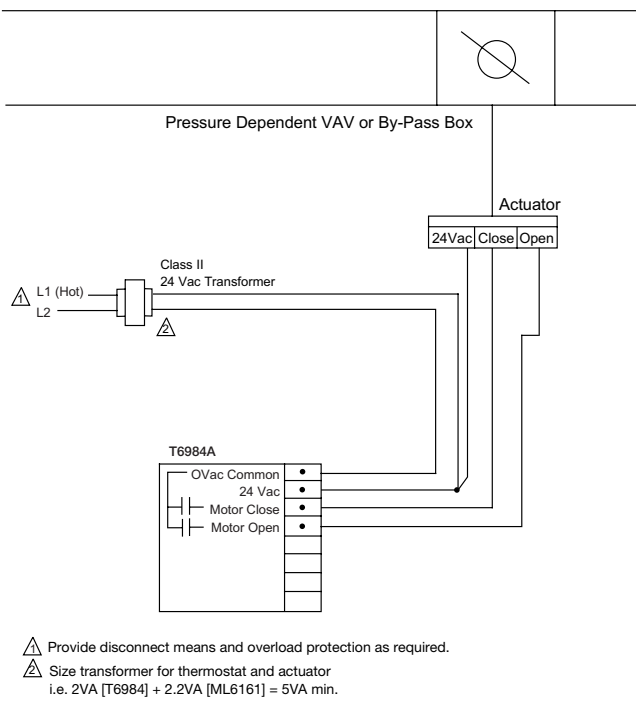 Pressure Dependent VAV or By-Pass Box
Actuator
24Vac Close Open
Class II
24 Vac Transformer
1 L1 (Hot)
L2
2
T6984A
OVac Common
24 Vac
Motor Close
Motor Open
1 Provide disconnect means and overload protection as required.
2 Size transformer for thermostat and actuator
i.e. 2VA [T6984] + 2.2VA [ML6161] = 5VA min.